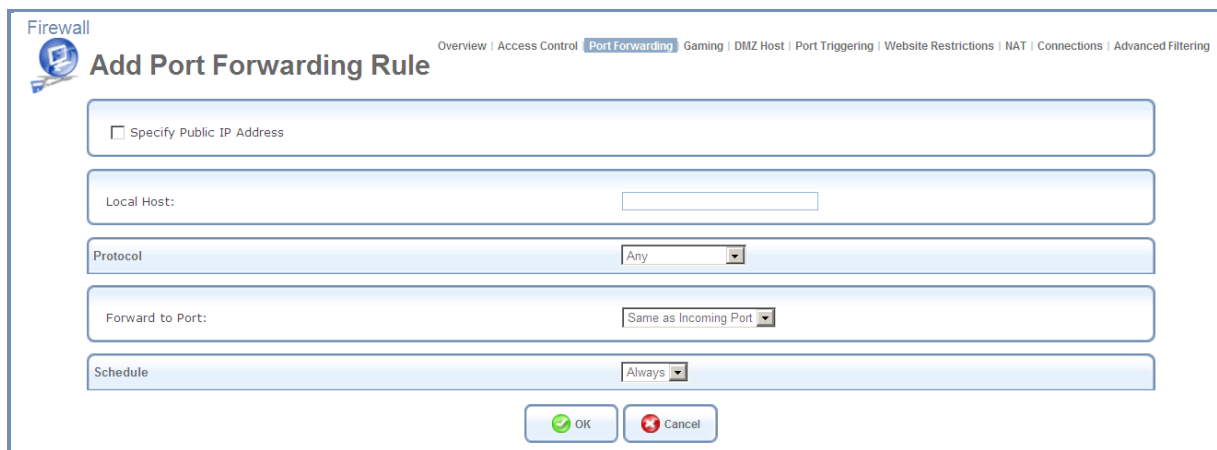 Firewall
Overview | Access Control | Port Forwarding | Gaming | DMZ Host | Port Triggering | Website Restrictions | NAT | Connections | Advanced Filtering
Add Port Forwarding Rule
Specify Public IP Address
Local Host:
Protocol Any
Forward to Port: Same as Incoming Port
Schedule Always
OK Cancel